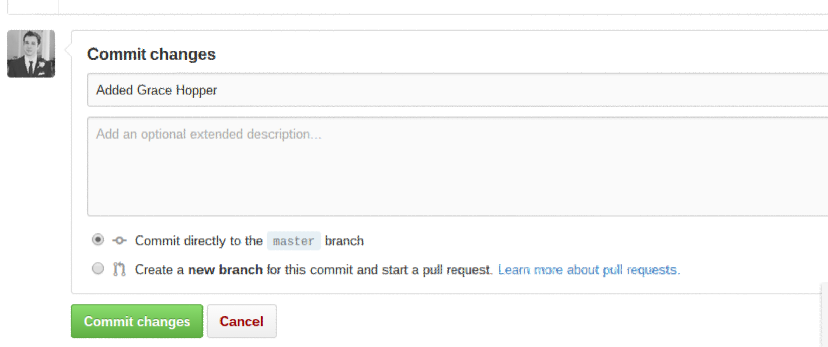 Commit changes
Added Grace Hopper
Add an optional extended description...
Commit directly to the master branch
Create a new branch for this commit and start a pull request. Learn more about pull requests.
Commit changes Cancel